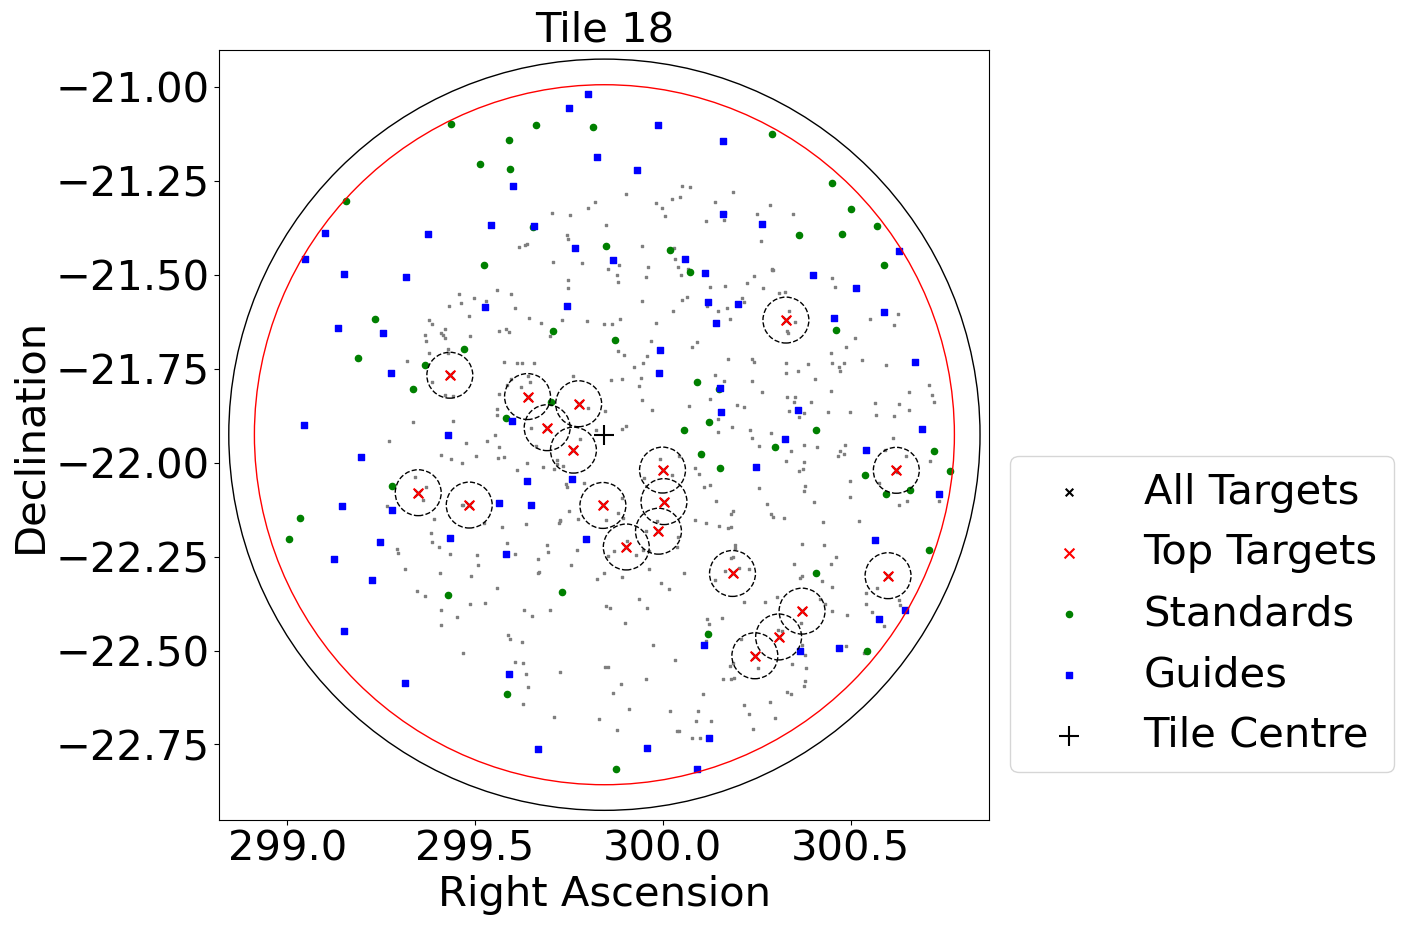 Tile 18
−21.00
−21.25
−21.50
−21.75
−22.00
−22.25
−22.50
−22.75
Declination
299.0 299.5 300.0 300.5
Right Ascension
All Targets
Top Targets
Standards
Guides
Tile Centre